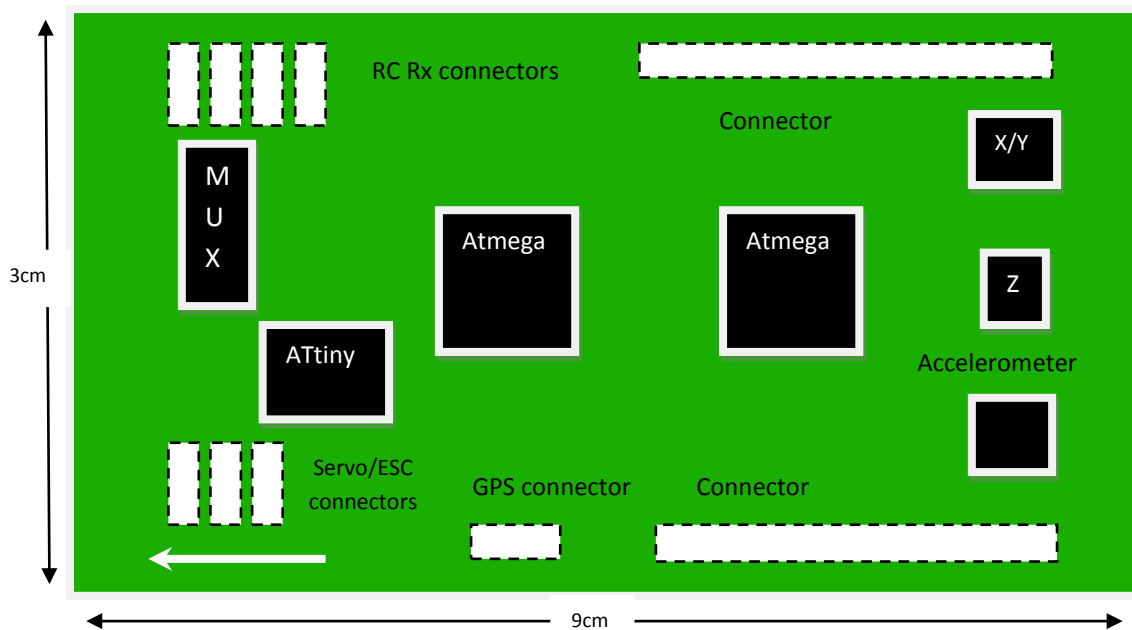 RC Rx connectors
Connector
X/Y
M
U
X
Atmega
Atmega
3cm
Z
ATtiny
Accelerometer
Servo/ESC
connectors
GPS connector
Connector
9cm